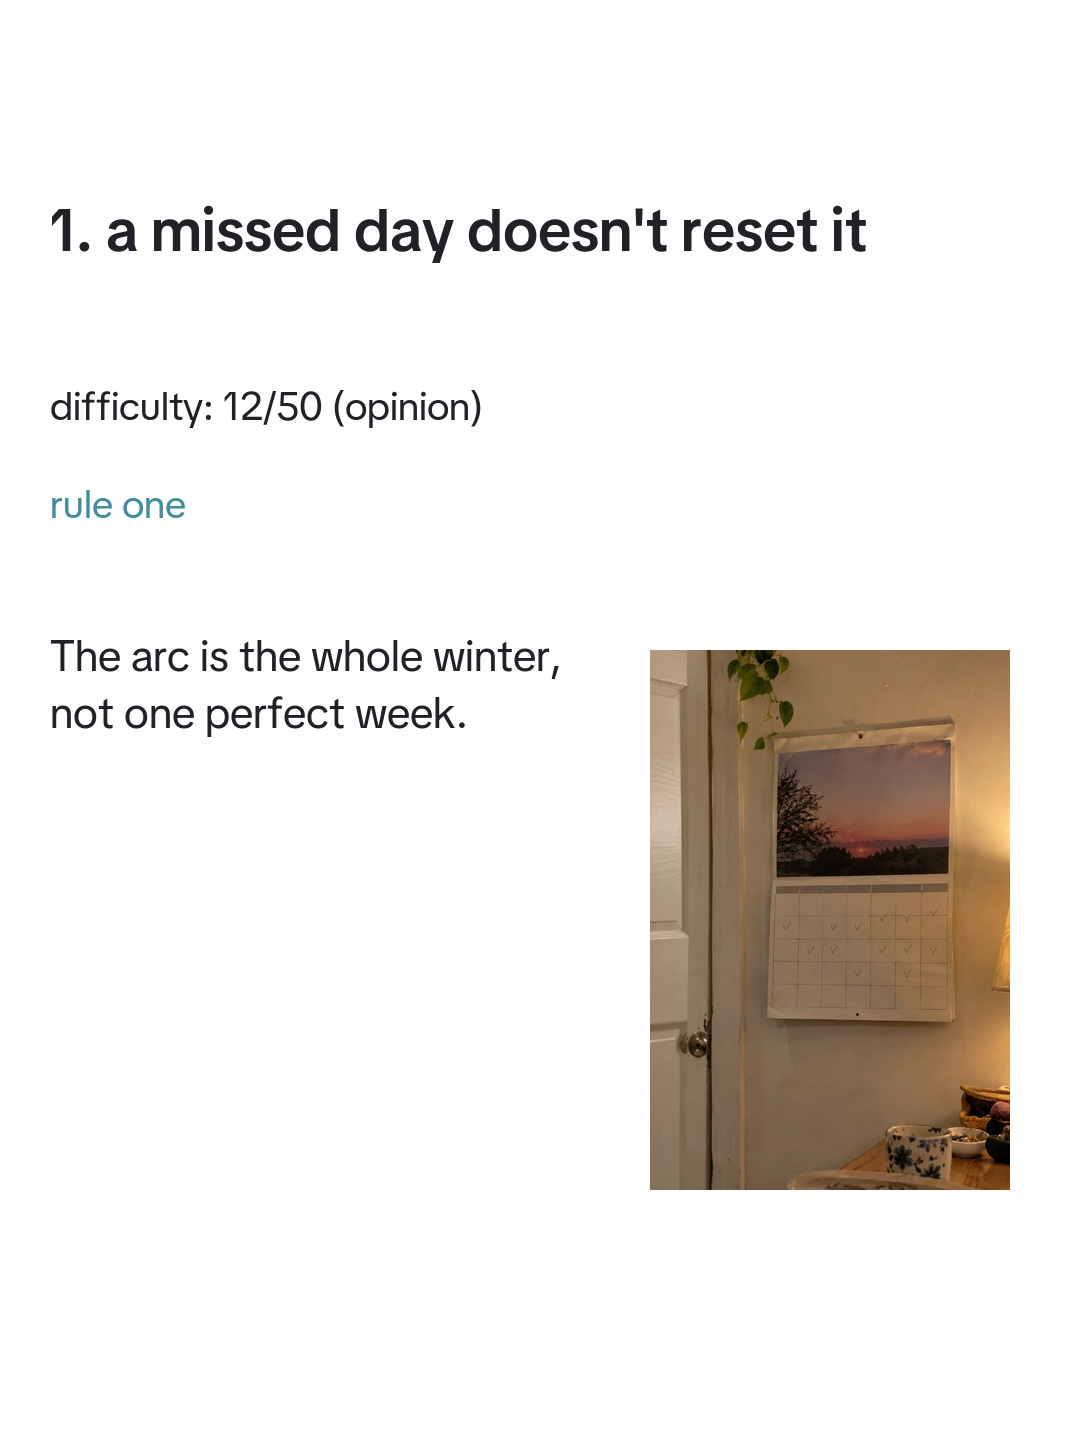 1. a missed day doesn't reset it
difficulty: 12/50 (opinion)
rule one
The arc is the whole winter,
not one perfect week.